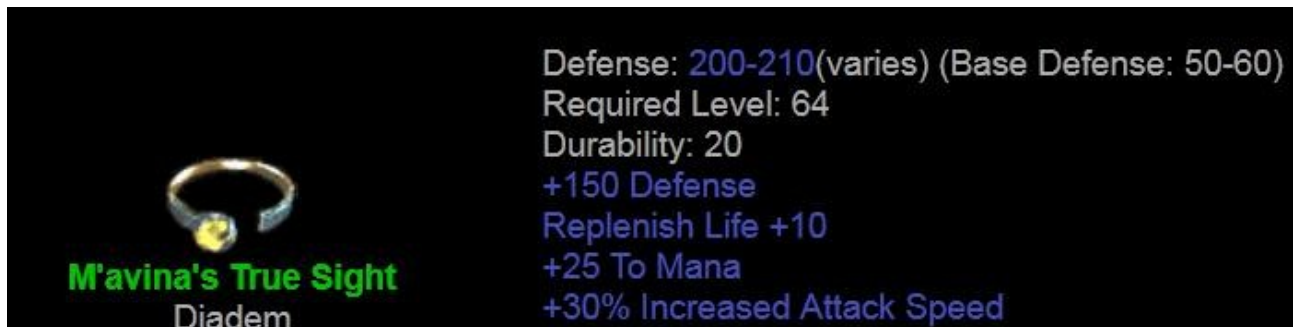 Defense: 200-210(varies) (Base Defense: 50-60)
Required Level: 64
Durability: 20
+150 Defense
Replenish Life +10
+25 To Mana
+30% Increased Attack Speed
M'avina's True Sight
Diadem